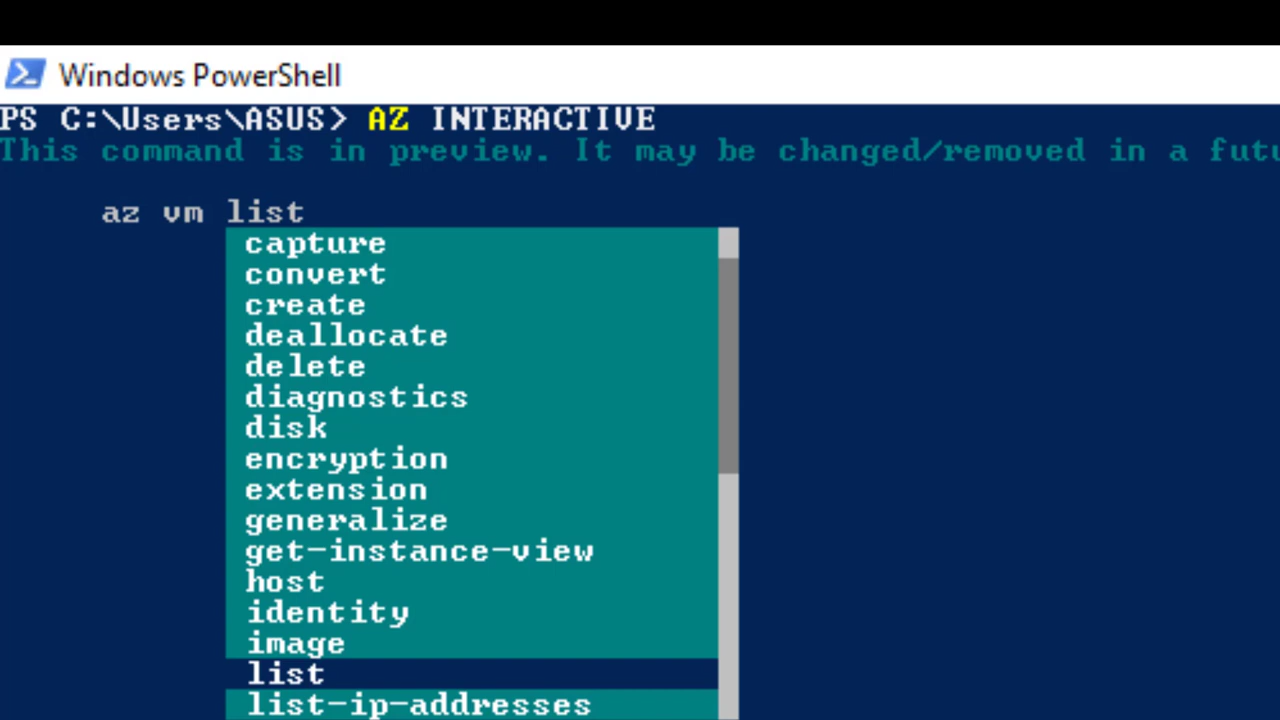 Windows PowerShell
PS C:\Users\ASUS> AZ INTERACTIVE
This command is in preview. It may be changed/removed in a
az vm list
capture
convert
create
deallocate
delete
diagnostics
disk
encryption
extension
generalize
get-instance-view
host
identity
image
list
list-ip-addresses